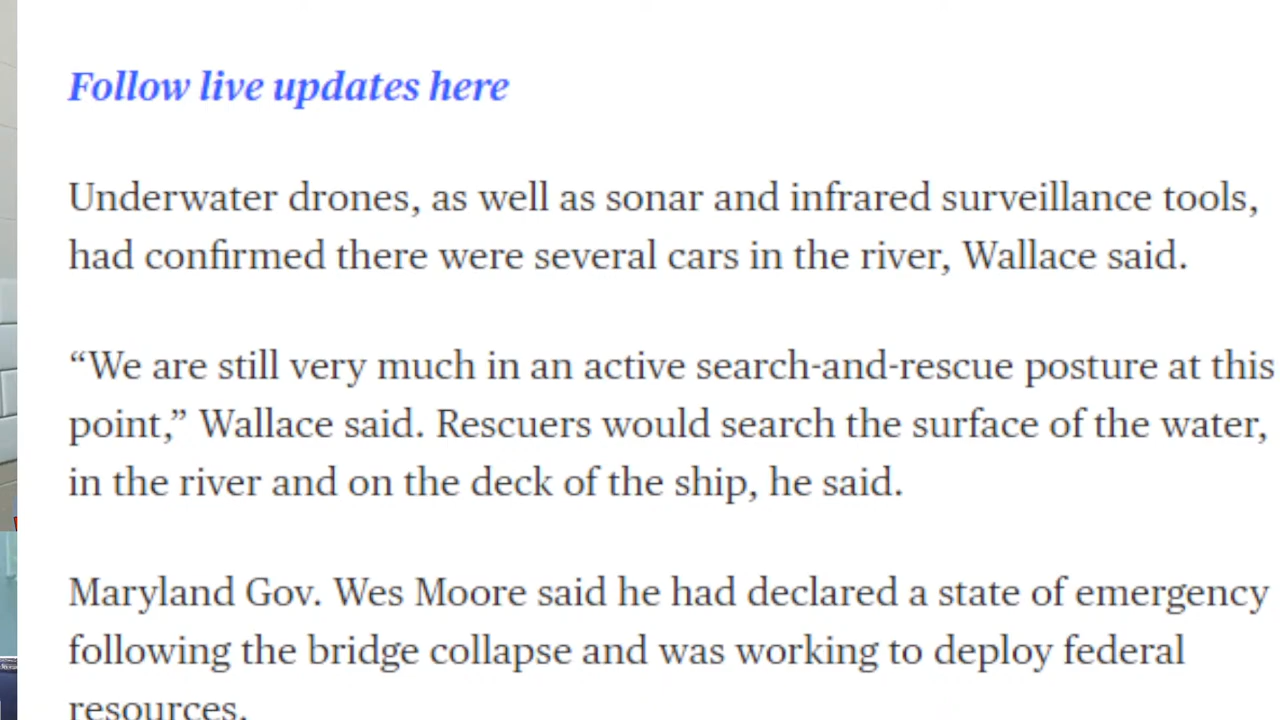 Follow live updates here
Underwater drones, as well as sonar and infrared surveillance tools,
had confirmed there were several cars in the river, Wallace said.
“We are still very much in an active search-and-rescue posture at this
point,” Wallace said. Rescuers would search the surface of the water,
in the river and on the deck of the ship, he said.
Maryland Gov. Wes Moore said he had declared a state of emergency
following the bridge collapse and was working to deploy federal
resources.